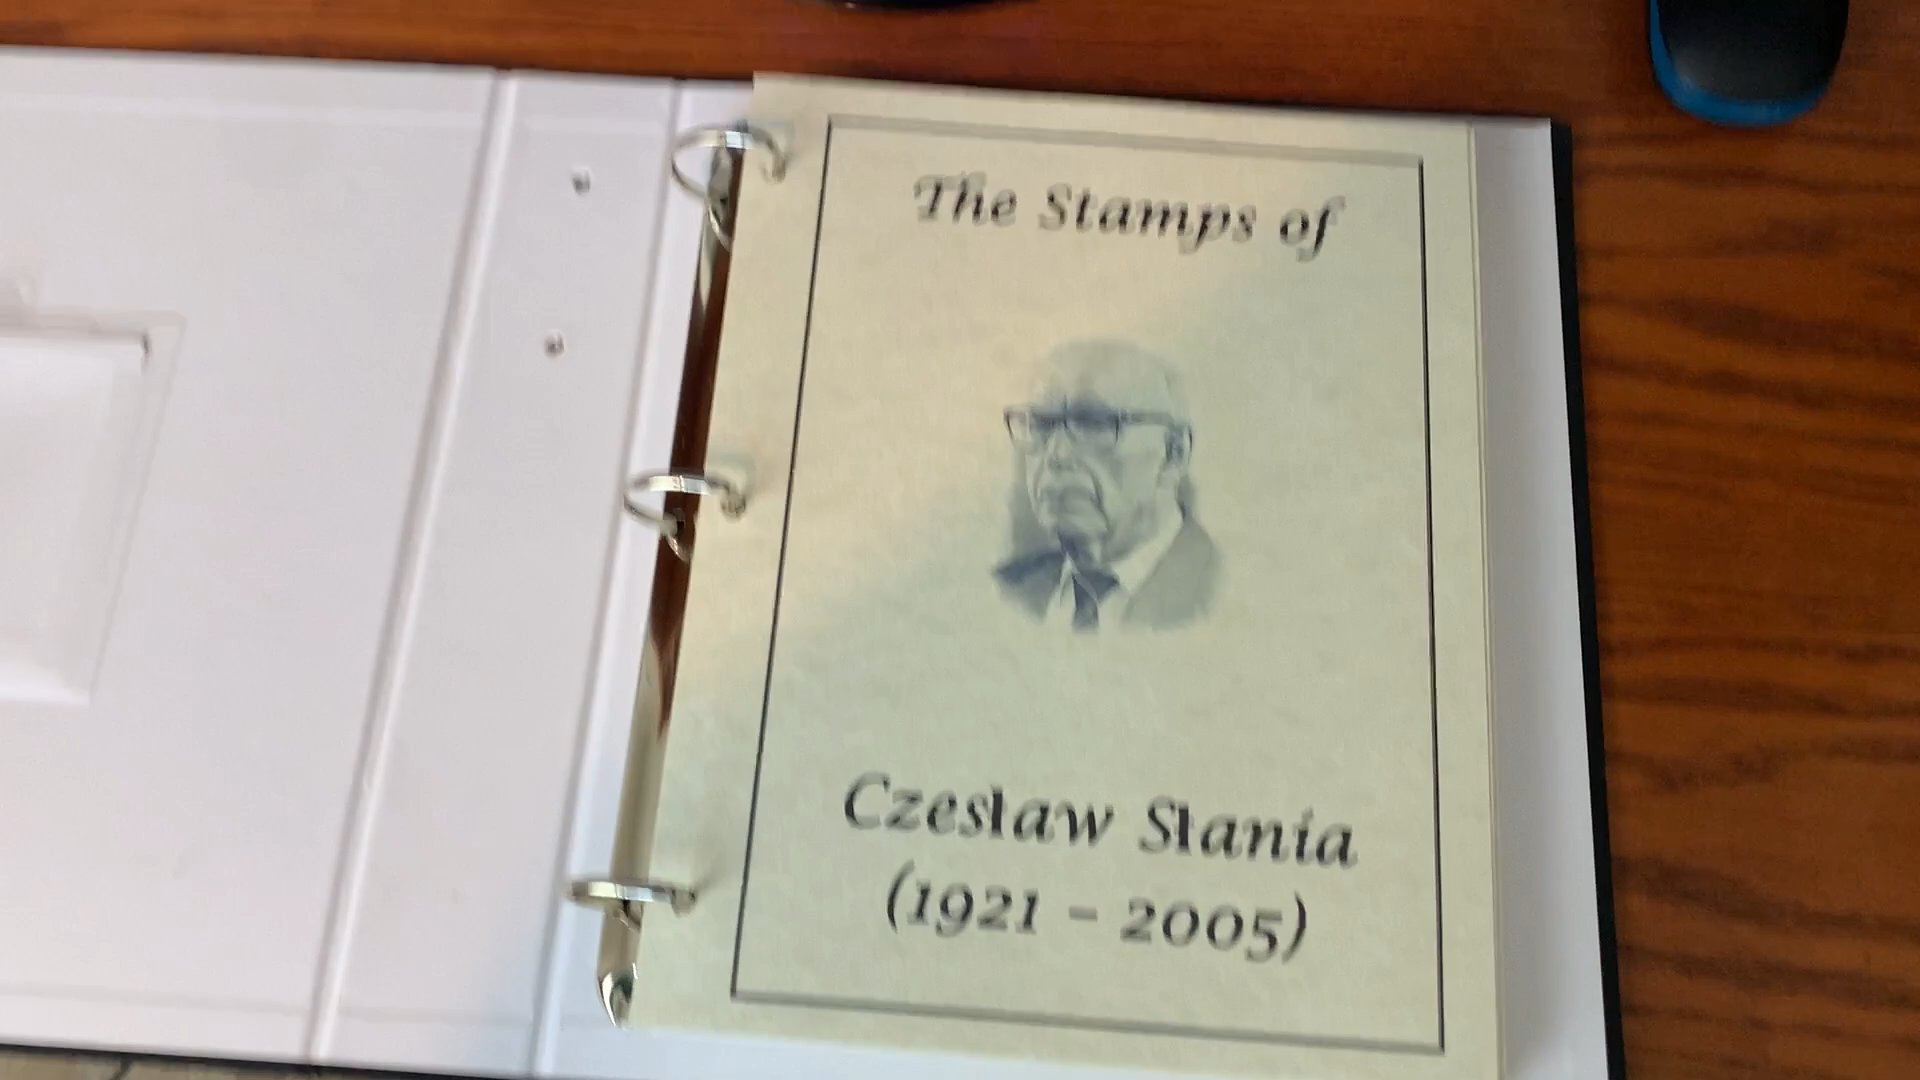 The Stamps of
Czesław Słania
(1921 – 2005)